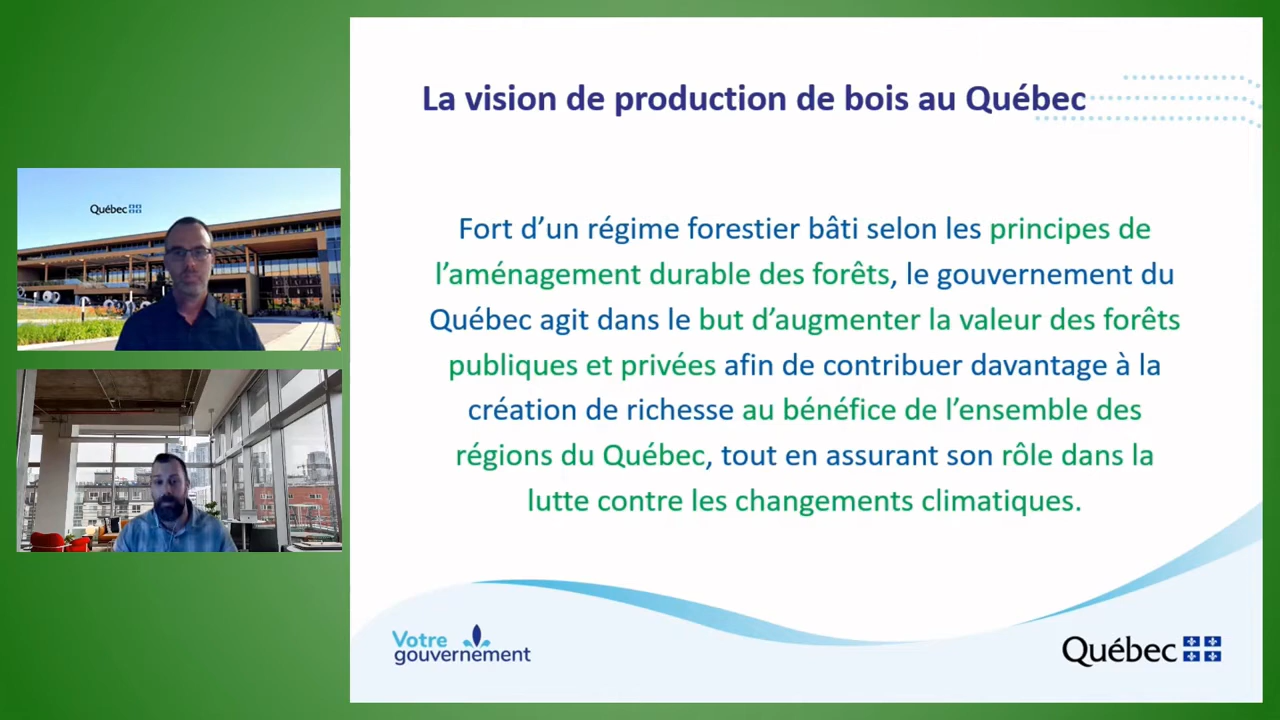 La vision de production de bois au Québec
Québec
Fort d’un régime forestier bâti selon les principes de
l’aménagement durable des forêts, le gouvernement du
Québec agit dans le but d’augmenter la valeur des forêts
publiques et privées afin de contribuer davantage à la
création de richesse au bénéfice de l’ensemble des
régions du Québec, tout en assurant son rôle dans la
lutte contre les changements climatiques.
Votre
gouvernement
Québec